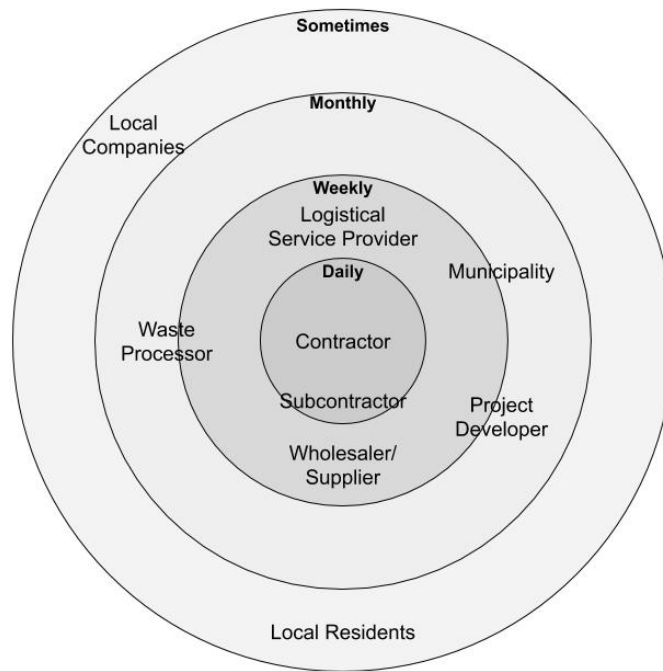 Sometimes
Monthly
Local
Companies
Weekly
Logistical
Service Provider
Daily
Municipality
Waste
Processor
Contractor
Subcontractor
Project
Developer
Wholesaler/
Supplier
Local Residents